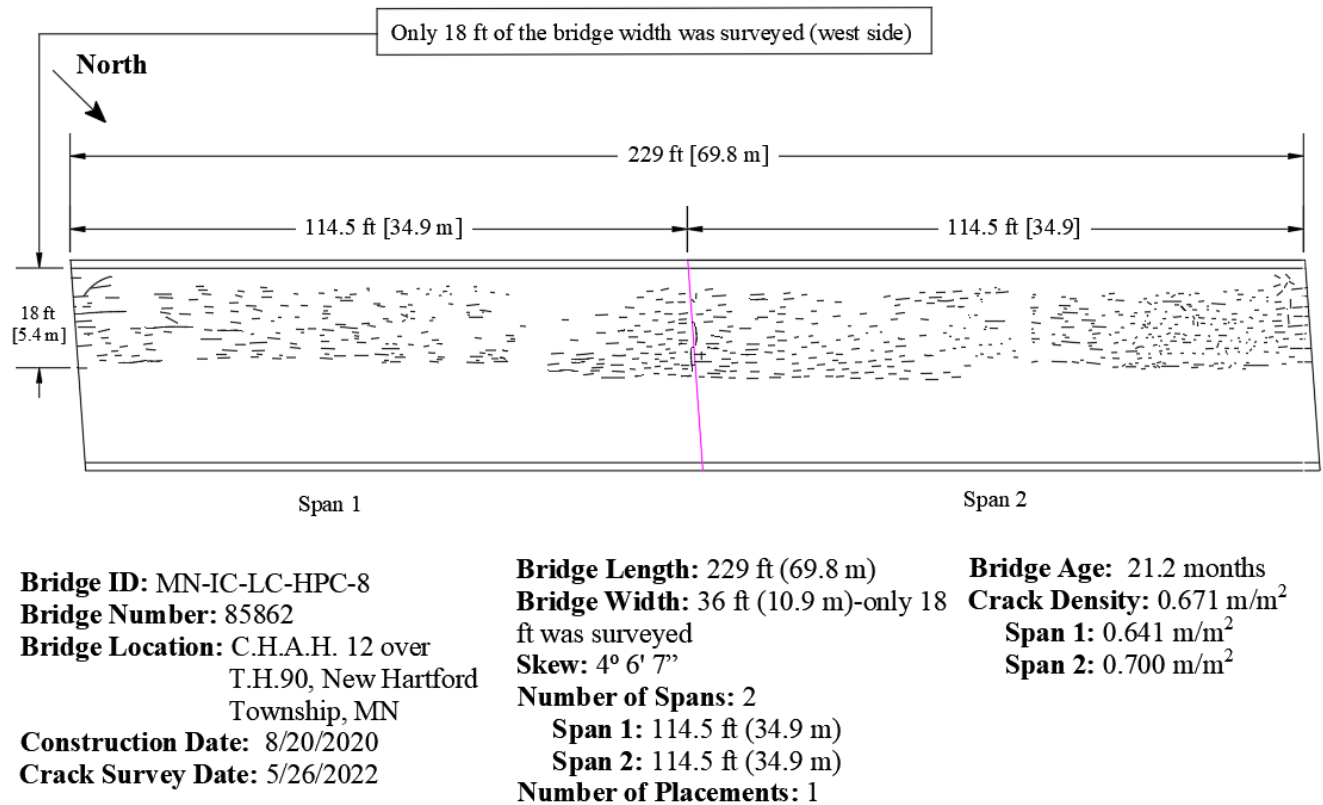 Only 18 ft of the bridge width was surveyed (west side)
North
229 ft [69.8 m]
114.5 ft [34.9 m]
114.5 ft [34.9]
18 ft
[5.4 m]
Span 1
Span 2
Bridge ID: MN-IC-LC-HPC-8
Bridge Number: 85862
Bridge Location: C.H.A.H. 12 over
T.H.90, New Hartford
Township, MN
Construction Date: 8/20/2020
Crack Survey Date: 5/26/2022
Bridge Length: 229 ft (69.8 m)
Bridge Width: 36 ft (10.9 m)-only 18
ft was surveyed
Skew: 4º 6' 7”
Number of Spans: 2
Span 1: 114.5 ft (34.9 m)
Span 2: 114.5 ft (34.9 m)
Number of Placements: 1
Bridge Age: 21.2 months
Crack Density: 0.671 m/m²
Span 1: 0.641 m/m²
Span 2: 0.700 m/m²